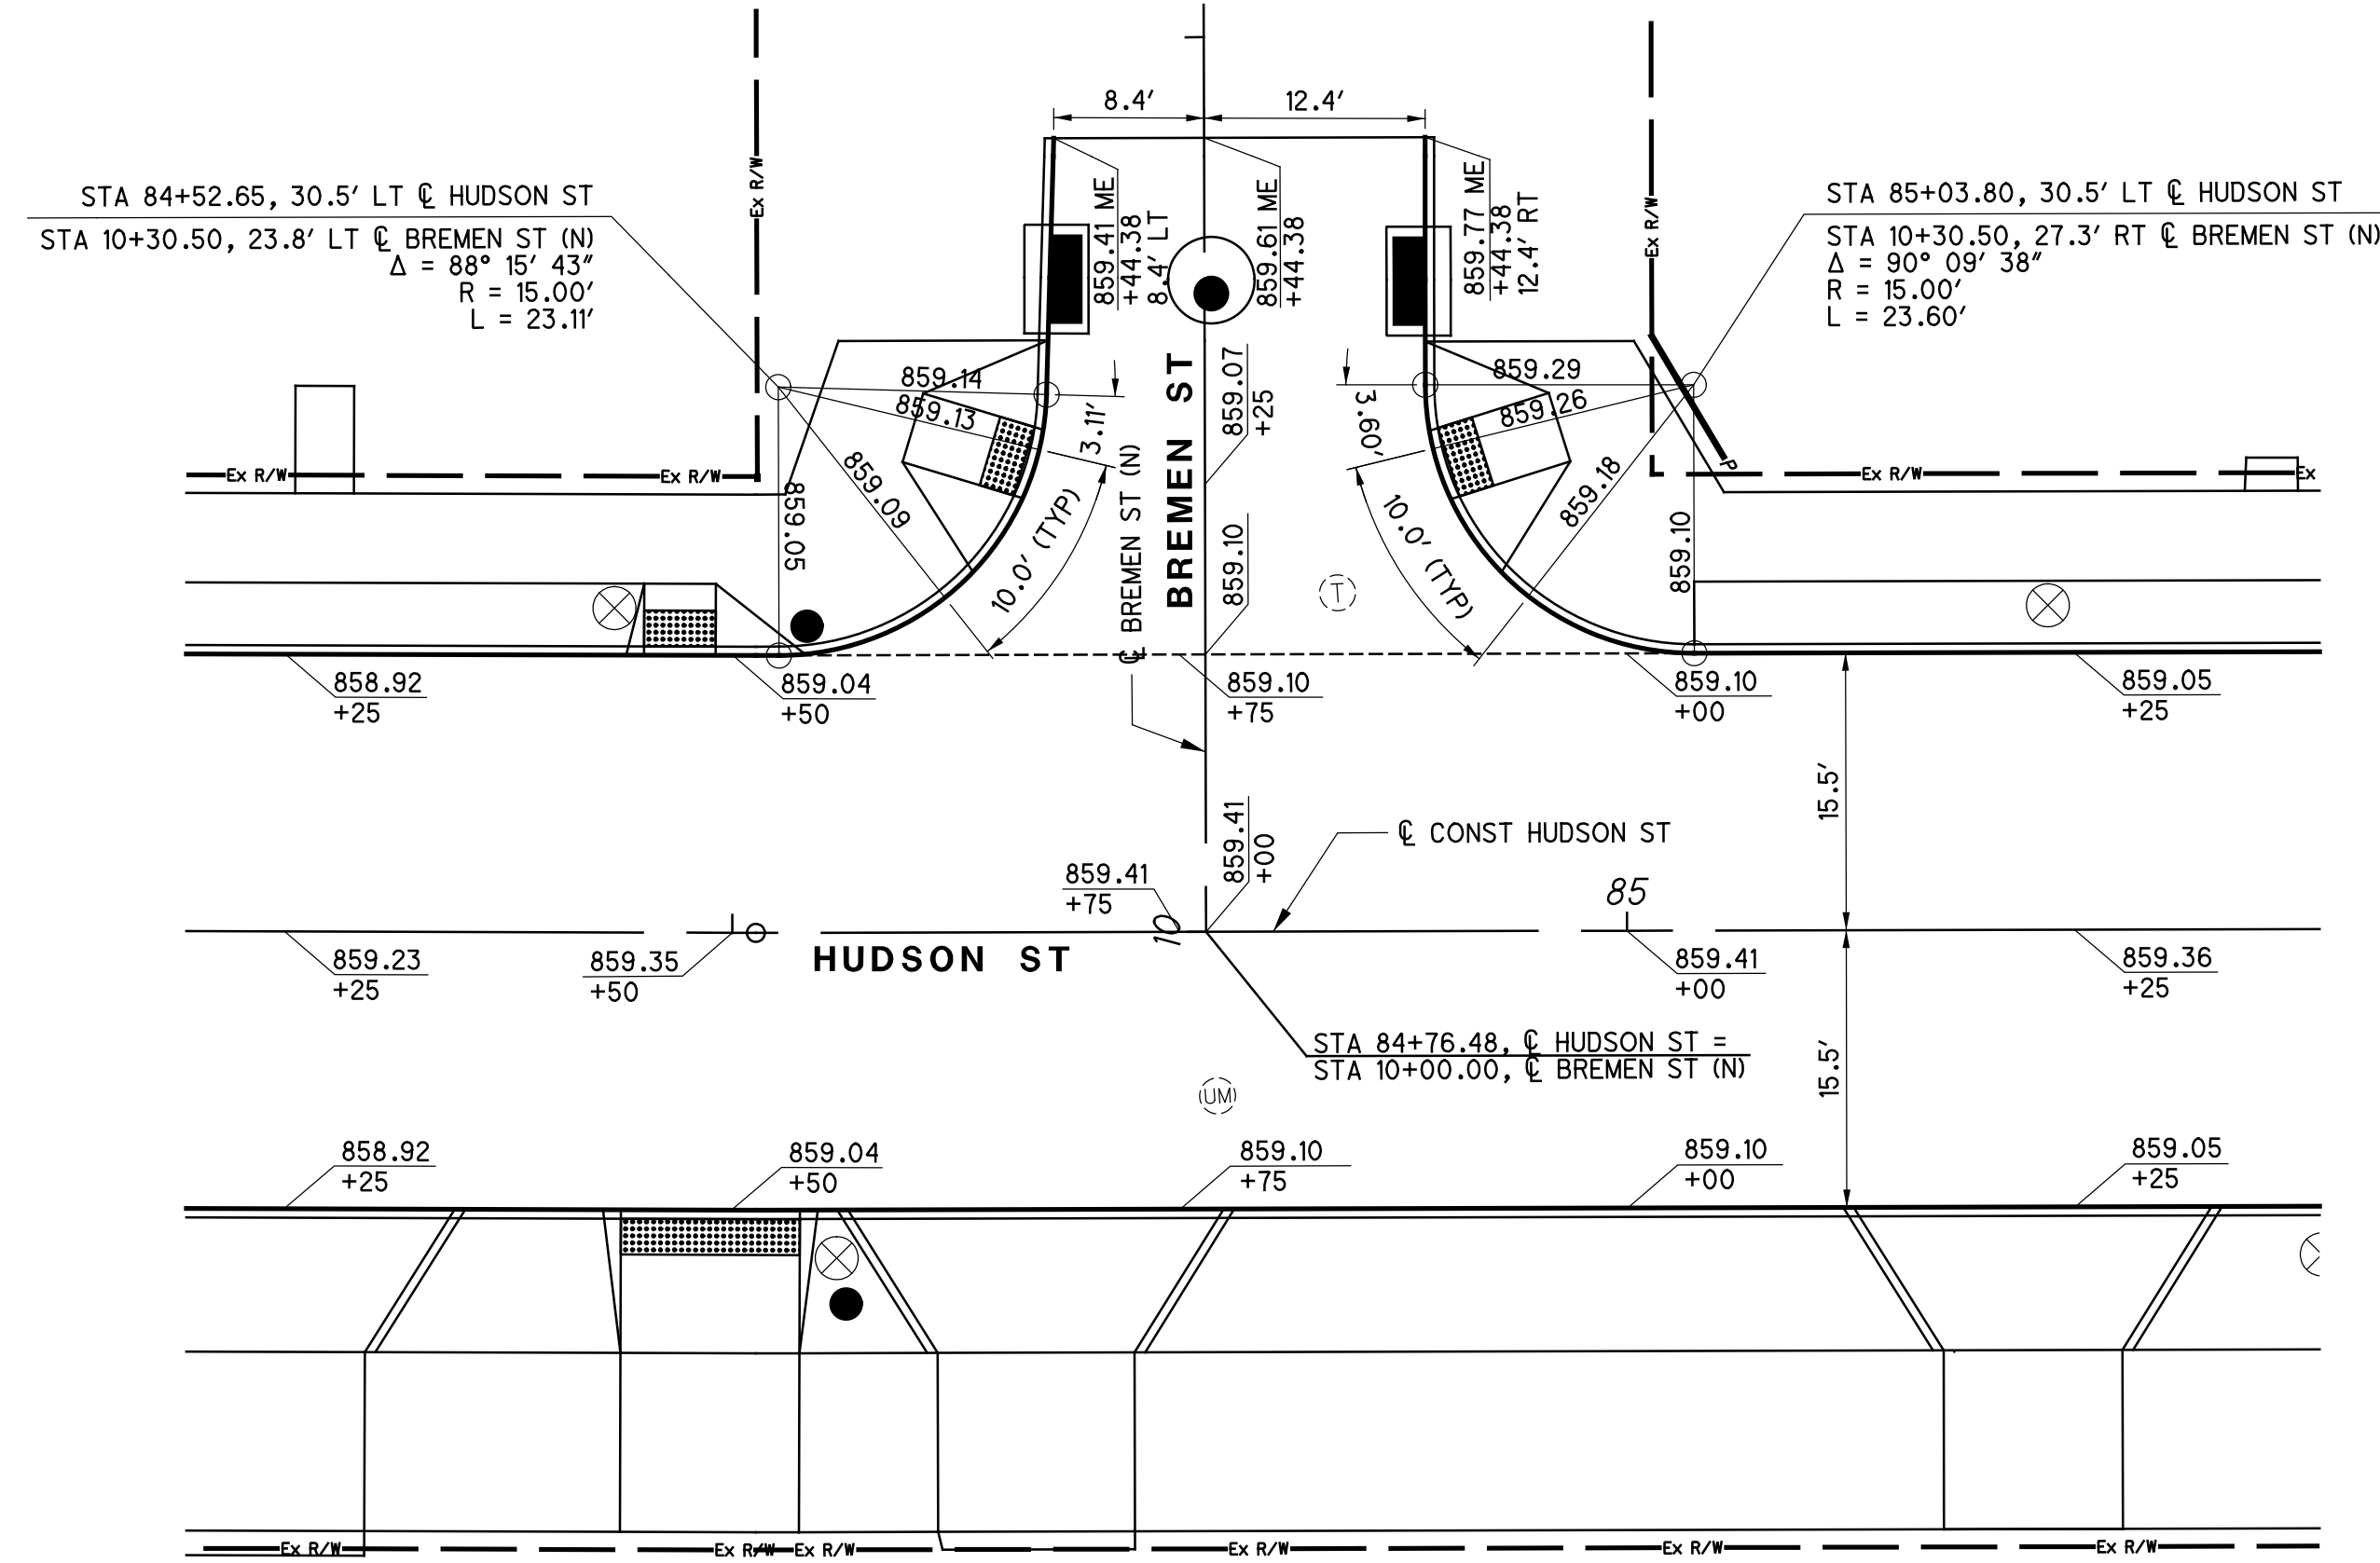 8.4′
12.4′
STA 84+52.65, 30.5′ LT ℄ HUDSON ST
STA 10+30.50, 23.8′ LT ℄ BREMEN ST (N)
Δ = 88° 15′ 43″
R = 15.00′
L = 23.11′
Ex R/W
859.41 ME
+44.38
8.4′ LT
859.61 ME
+44.38
859.77 ME
+44.38
12.4′ RT
Ex R/W
STA 85+03.80, 30.5′ LT ℄ HUDSON ST
STA 10+30.50, 27.3′ RT ℄ BREMEN ST (N)
Δ = 90° 09′ 38″
R = 15.00′
L = 23.60′
859.14
859.13
859.09
859.05
3.11′
10.0′ (TYP)
℄ BREMEN ST (N)
BREMEN ST
859.07
+25
859.10
T
3.60′
10.0′ (TYP)
859.29
859.26
859.18
859.10
P
Ex R/W
Ex R/W
Ex R/W
Ex
858.92
+25
859.04
+50
859.10
+75
859.10
+00
859.05
+25
15.5′
859.41
+00
℄ CONST HUDSON ST
859.41
+75
10
85
HUDSON ST
859.23
+25
859.35
+50
859.41
+00
859.36
+25
STA 84+76.48, ℄ HUDSON ST =
STA 10+00.00, ℄ BREMEN ST (N)
15.5′
UM
858.92
+25
859.04
+50
859.10
+75
859.10
+00
859.05
+25
Ex R/W
Ex R/W
Ex R/W
Ex R/W
Ex R/W
Ex R/W